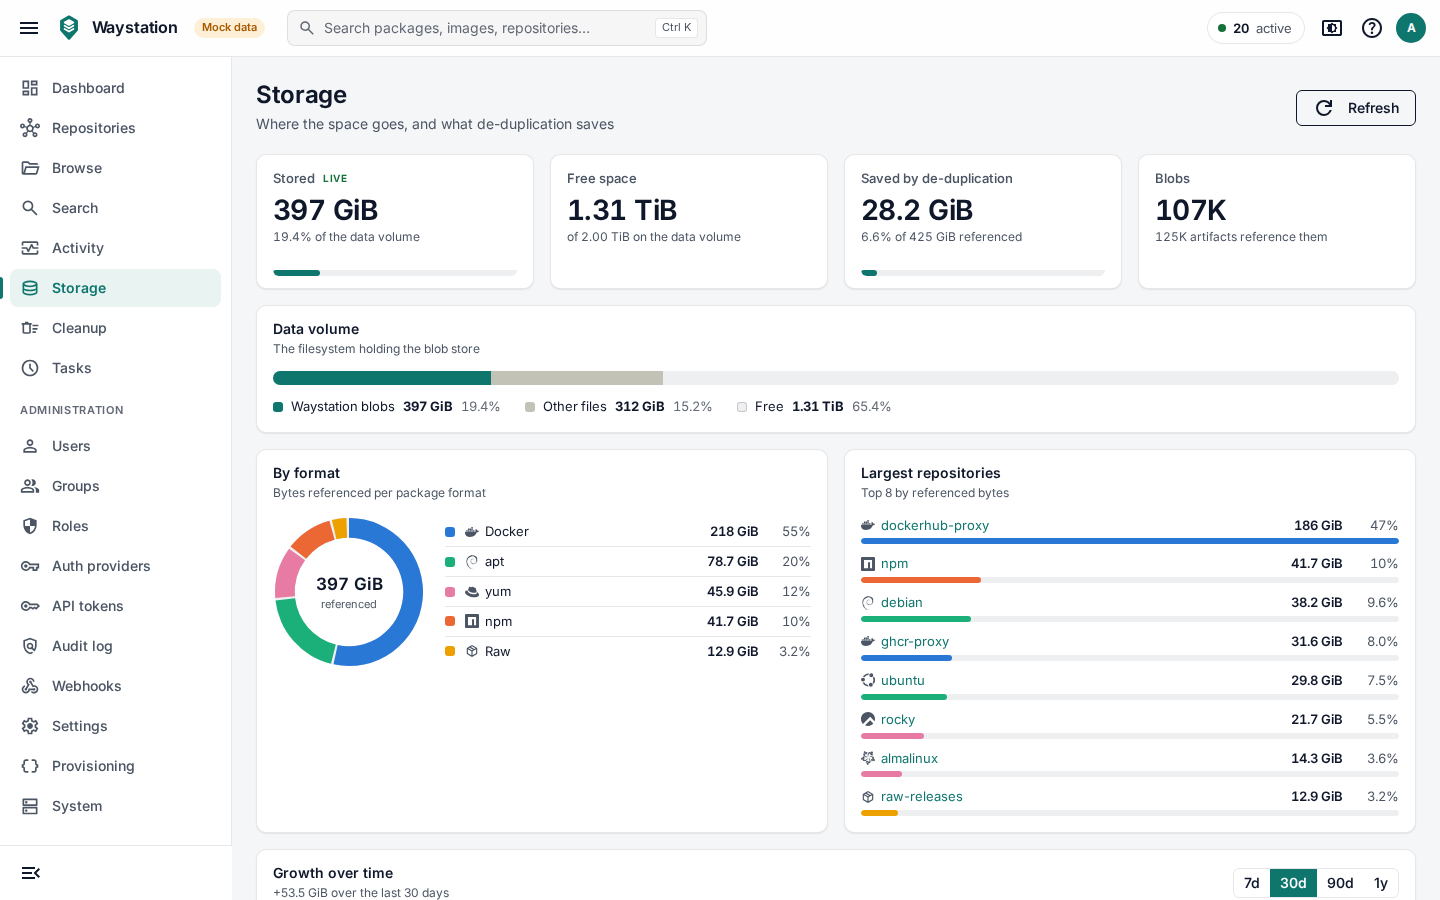 Waystation
Mock data
Search packages, images, repositories...
Ctrl K
20 active
A
Dashboard
Repositories
Browse
Search
Activity
Storage
Cleanup
Tasks
ADMINISTRATION
Users
Groups
Roles
Auth providers
API tokens
Audit log
Webhooks
Settings
Provisioning
System
Storage
Where the space goes, and what de-duplication saves
Refresh
Stored LIVE
397 GiB
19.4% of the data volume
Free space
1.31 TiB
of 2.00 TiB on the data volume
Saved by de-duplication
28.2 GiB
6.6% of 425 GiB referenced
Blobs
107K
125K artifacts reference them
Data volume
The filesystem holding the blob store
Waystation blobs 397 GiB 19.4%
Other files 312 GiB 15.2%
Free 1.31 TiB 65.4%
By format
Bytes referenced per package format
397 GiB
referenced
Docker 218 GiB 55%
apt 78.7 GiB 20%
yum 45.9 GiB 12%
npm 41.7 GiB 10%
Raw 12.9 GiB 3.2%
Largest repositories
Top 8 by referenced bytes
dockerhub-proxy 186 GiB 47%
npm 41.7 GiB 10%
debian 38.2 GiB 9.6%
ghcr-proxy 31.6 GiB 8.0%
ubuntu 29.8 GiB 7.5%
rocky 21.7 GiB 5.5%
almalinux 14.3 GiB 3.6%
raw-releases 12.9 GiB 3.2%
Growth over time
+53.5 GiB over the last 30 days
7d 30d 90d 1y